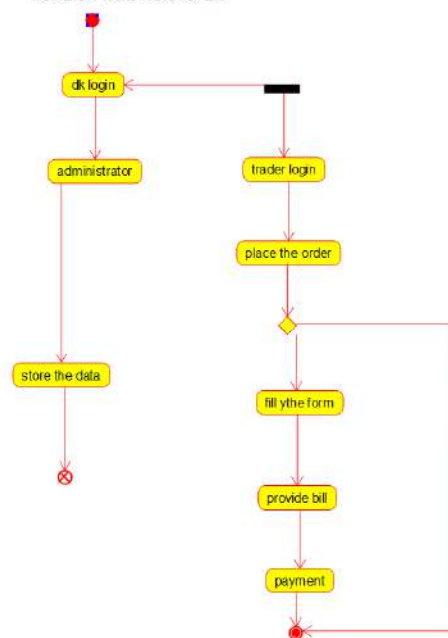 dk login
administrator
trader login
place the order
store the data
fill ythe form
provide bill
payment